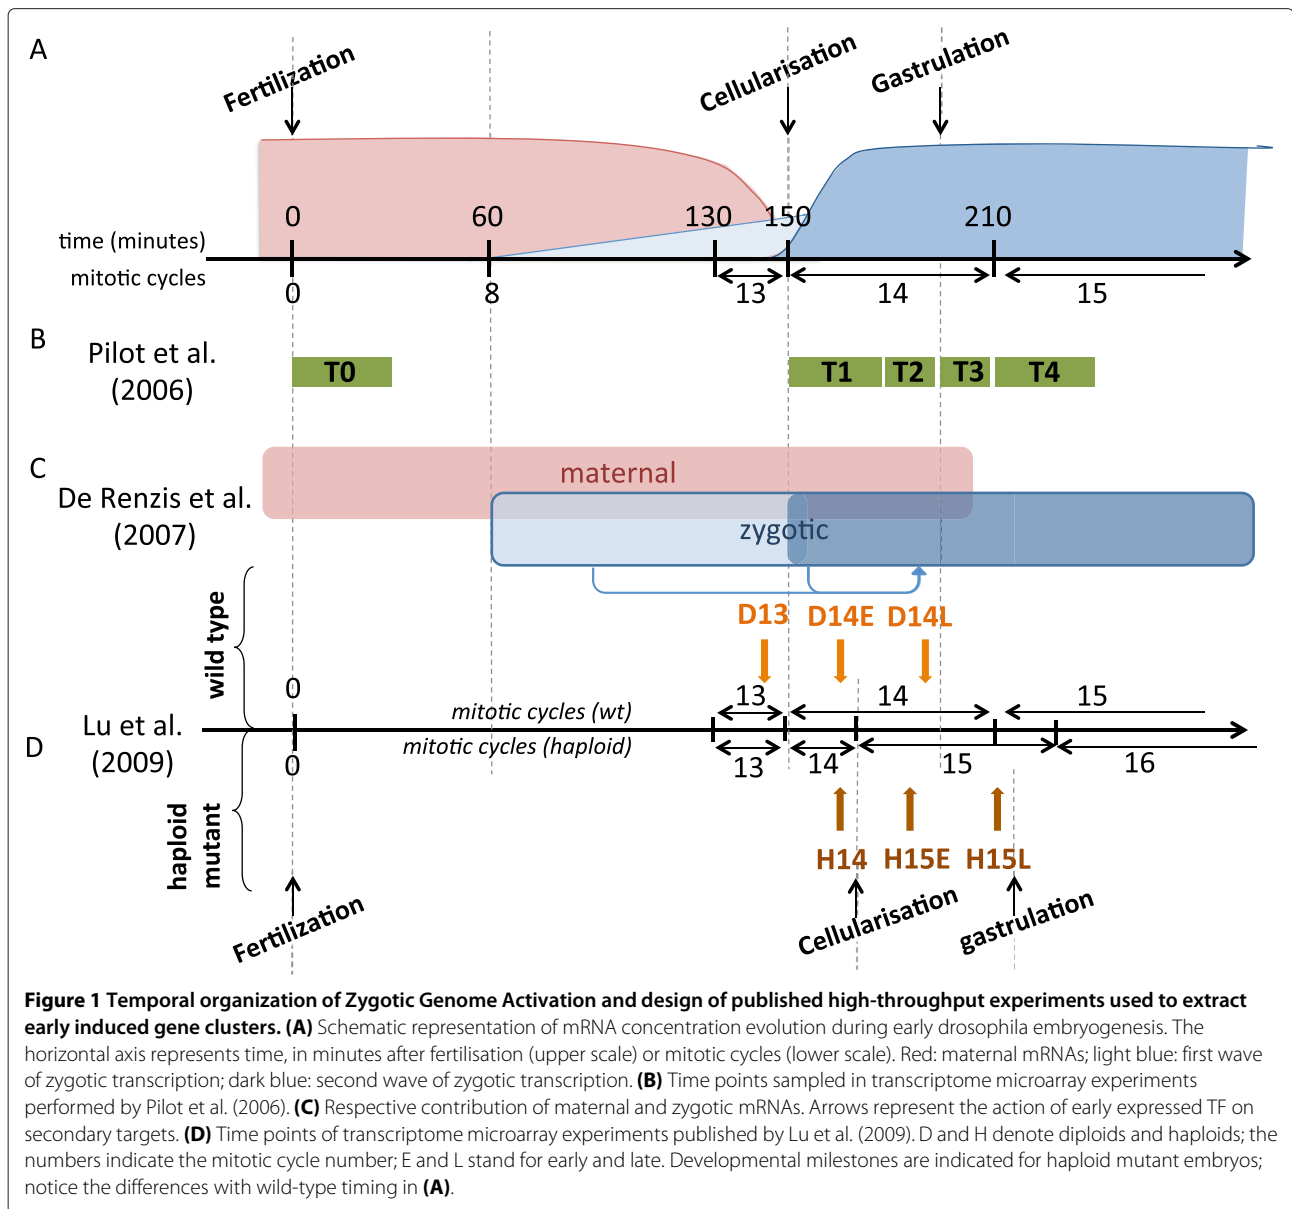 A
Fertilization
Cellularisation
Gastrulation
0
60
130
150
210
time (minutes)
mitotic cycles
0
8
13
14
15
B
Pilot et al.
(2006)
T0
T1
T2
T3
T4
C
De Renzis et al.
(2007)
maternal
zygotic
wild type
D13
D14E
D14L
0
13
14
15
mitotic cycles (wt)
D
Lu et al.
(2009)
mitotic cycles (haploid)
0
13
14
15
16
haploid
mutant
H14
H15E
H15L
Fertilization
Cellularisation
gastrulation
Figure 1 Temporal organization of Zygotic Genome Activation and design of published high-throughput experiments used to extract
early induced gene clusters. (A) Schematic representation of mRNA concentration evolution during early drosophila embryogenesis. The
horizontal axis represents time, in minutes after fertilisation (upper scale) or mitotic cycles (lower scale). Red: maternal mRNAs; light blue: first wave
of zygotic transcription; dark blue: second wave of zygotic transcription. (B) Time points sampled in transcriptome microarray experiments
performed by Pilot et al. (2006). (C) Respective contribution of maternal and zygotic mRNAs. Arrows represent the action of early expressed TF on
secondary targets. (D) Time points of transcriptome microarray experiments published by Lu et al. (2009). D and H denote diploids and haploids; the
numbers indicate the mitotic cycle number; E and L stand for early and late. Developmental milestones are indicated for haploid mutant embryos;
notice the differences with wild-type timing in (A).